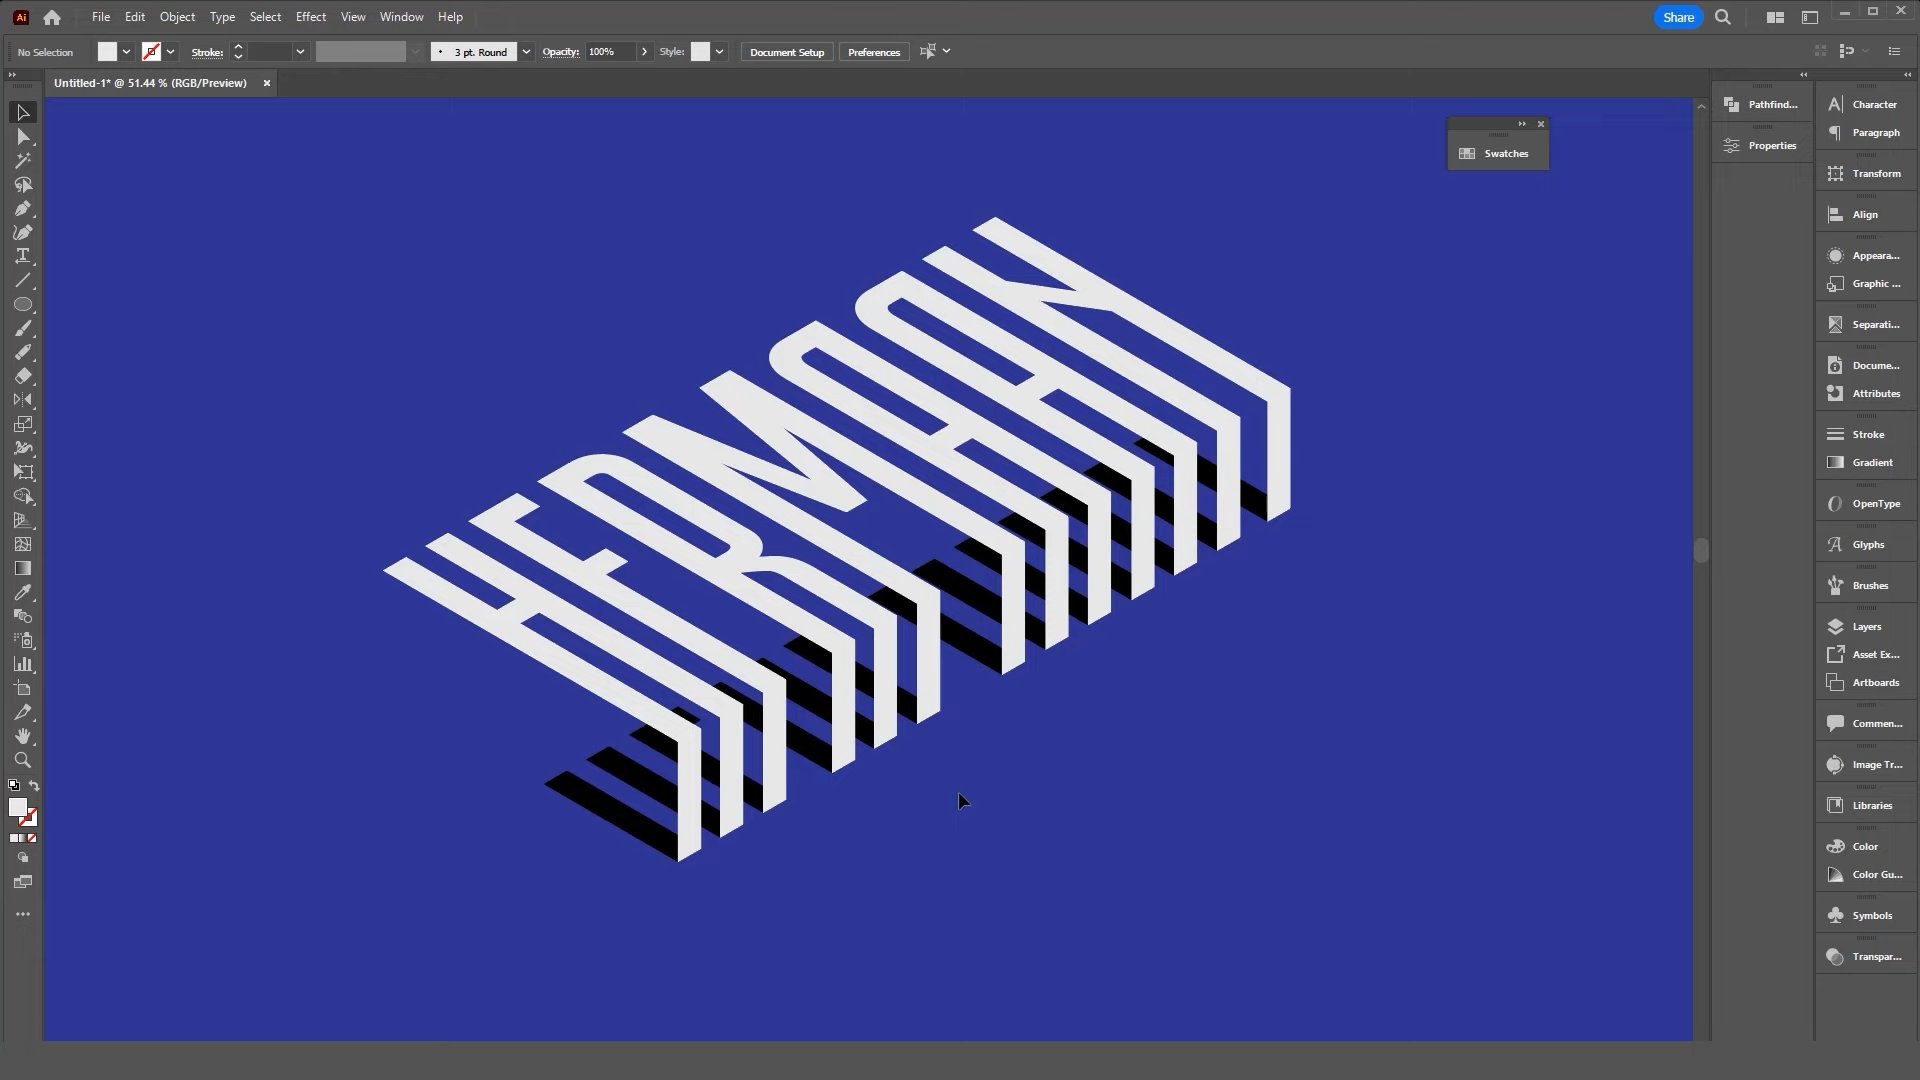 Ai
File Edit Object Type Select Effect View Window Help
Share
No Selection
Stroke:
3 pt. Round
Opacity: 100%
Style:
Document Setup
Preferences
Untitled-1* @ 51.44 % (RGB/Preview)
Swatches
Pathfind...
Properties
Character
Paragraph
Transform
Align
Appeara...
Graphic ...
Separati...
Docume...
Attributes
Stroke
Gradient
OpenType
Glyphs
Brushes
Layers
Asset Ex...
Artboards
Commen...
Image Tr...
Libraries
Color
Color Gu...
Symbols
Transpar...